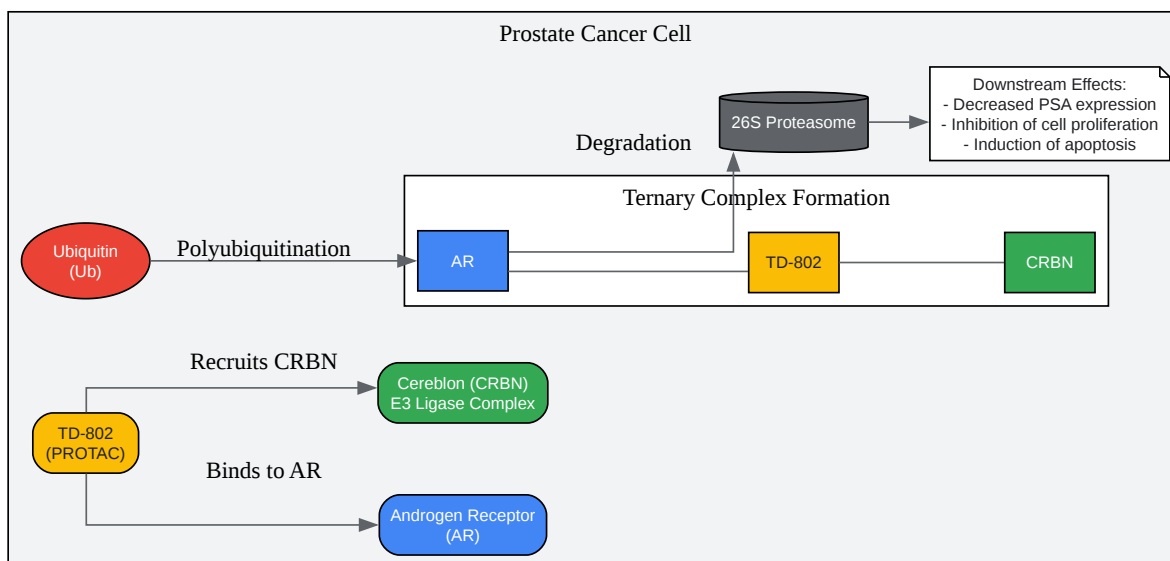 Prostate Cancer Cell
Downstream Effects:
- Decreased PSA expression
- Inhibition of cell proliferation
- Induction of apoptosis
26S Proteasome
Degradation
Ternary Complex Formation
Ubiquitin
(Ub)
Polyubiquitination
AR
TD-802
CRBN
Recruits CRBN
Cereblon (CRBN)
E3 Ligase Complex
TD-802
(PROTAC)
Binds to AR
Androgen Receptor
(AR)